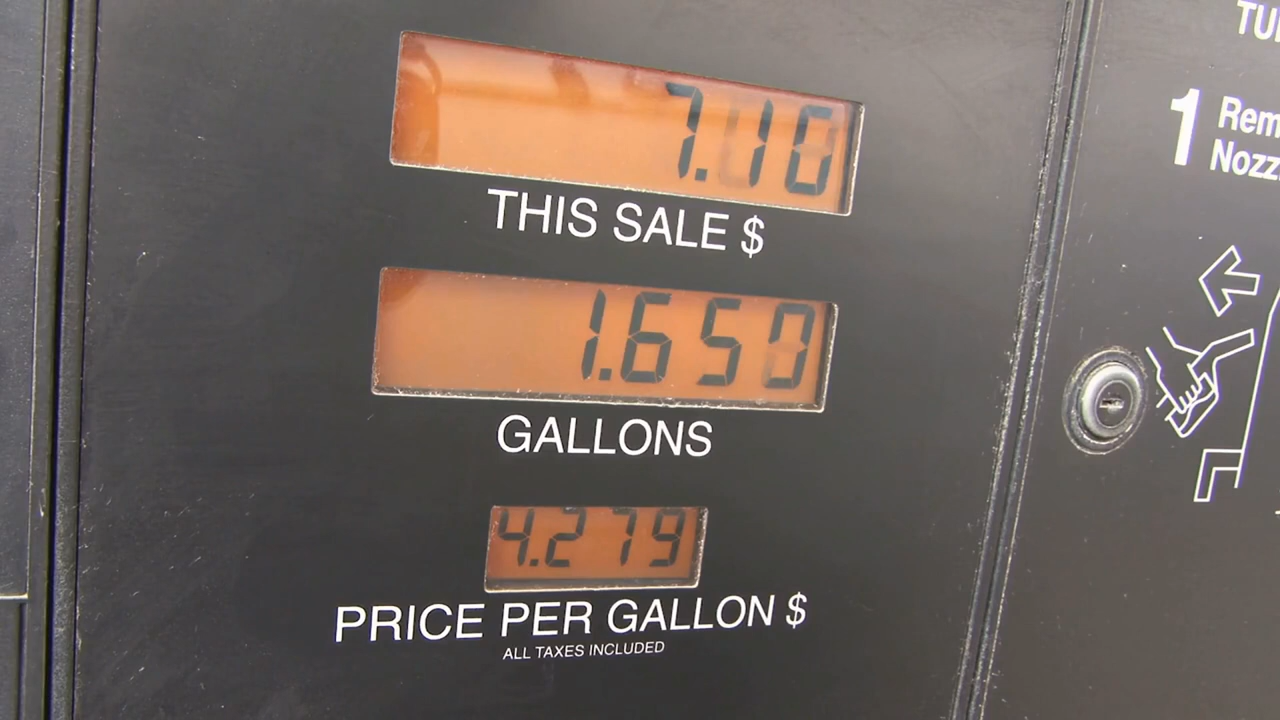 7.10
THIS SALE $
1.650
GALLONS
4.279
PRICE PER GALLON $
ALL TAXES INCLUDED
1